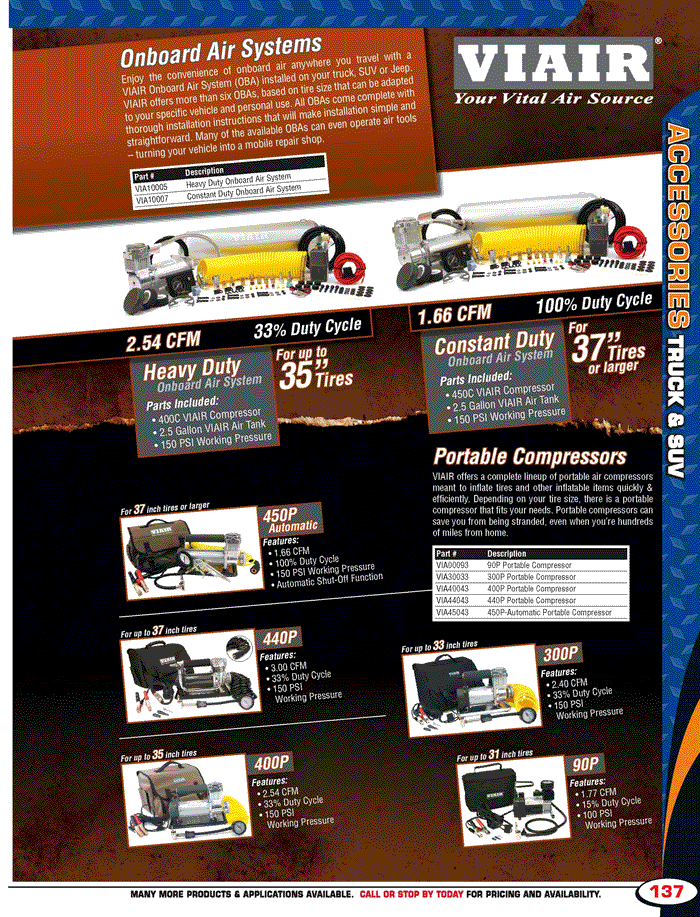 Onboard Air Systems
Enjoy the convenience of onboard air anywhere you travel with a
VIAIR Onboard Air System (OBA) installed on your truck, SUV or Jeep.
VIAIR offers more than six OBAs, based on tire size that can be adapted
to your specific vehicle and personal use. All OBAs come complete with
thorough installation instructions that will make installation simple and
straightforward. Many of the available OBAs can even operate air tools
– turning your vehicle into a mobile repair shop.
Part # Description
VIA10005 Heavy Duty Onboard Air System
VIA10007 Constant Duty Onboard Air System
VIAIR®
Your Vital Air Source
ACCESSORIES TRUCK & SUV
2.54 CFM 33% Duty Cycle
Heavy Duty
Onboard Air System
For up to
35” Tires
Parts Included:
• 400C VIAIR Compressor
• 2.5 Gallon VIAIR Air Tank
• 150 PSI Working Pressure
1.66 CFM 100% Duty Cycle
Constant Duty
Onboard Air System
For
37” Tires
or larger
Parts Included:
• 450C VIAIR Compressor
• 2.5 Gallon VIAIR Air Tank
• 150 PSI Working Pressure
Portable Compressors
VIAIR offers a complete lineup of portable air compressors
meant to inflate tires and other inflatable items quickly &
efficiently. Depending on your tire size, there is a portable
compressor that fits your needs. Portable compressors can
save you from being stranded, even when you’re hundreds
of miles from home.
Part # Description
VIA00093 90P Portable Compressor
VIA30033 300P Portable Compressor
VIA40043 400P Portable Compressor
VIA44043 440P Portable Compressor
VIA45043 450P-Automatic Portable Compressor
For 37 inch tires or larger
VIAIR
450P
Automatic
Features:
• 1.66 CFM
• 100% Duty Cycle
• 150 PSI Working Pressure
• Automatic Shut-Off Function
For up to 37 inch tires
440P
Features:
• 3.00 CFM
• 33% Duty Cycle
• 150 PSI
Working Pressure
For up to 33 inch tires
300P
Features:
• 2.40 CFM
• 33% Duty Cycle
• 150 PSI
Working Pressure
For up to 35 inch tires
400P
Features:
• 2.54 CFM
• 33% Duty Cycle
• 150 PSI
Working Pressure
For up to 31 inch tires
VIAIR
90P
Features:
• 1.77 CFM
• 15% Duty Cycle
• 100 PSI
Working Pressure
MANY MORE PRODUCTS & APPLICATIONS AVAILABLE. CALL OR STOP BY TODAY FOR PRICING AND AVAILABILITY.
137